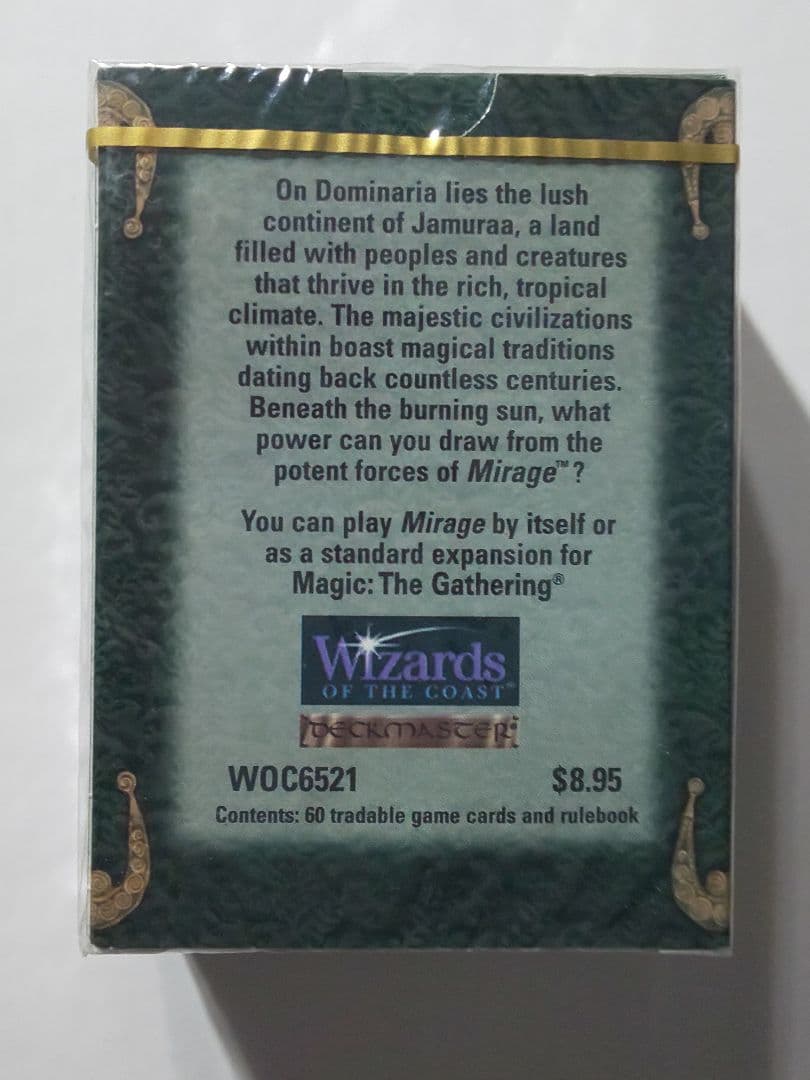 On Dominaria lies the lush
continent of Jamuraa, a land
filled with peoples and creatures
that thrive in the rich, tropical
climate. The majestic civilizations
within boast magical traditions
dating back countless centuries.
Beneath the burning sun, what
power can you draw from the
potent forces of Mirage™?
You can play Mirage by itself or
as a standard expansion for
Magic: The Gathering®
Wizards
OF THE COAST™
DECKMASTER®
WOC6521 $8.95
Contents: 60 tradable game cards and rulebook